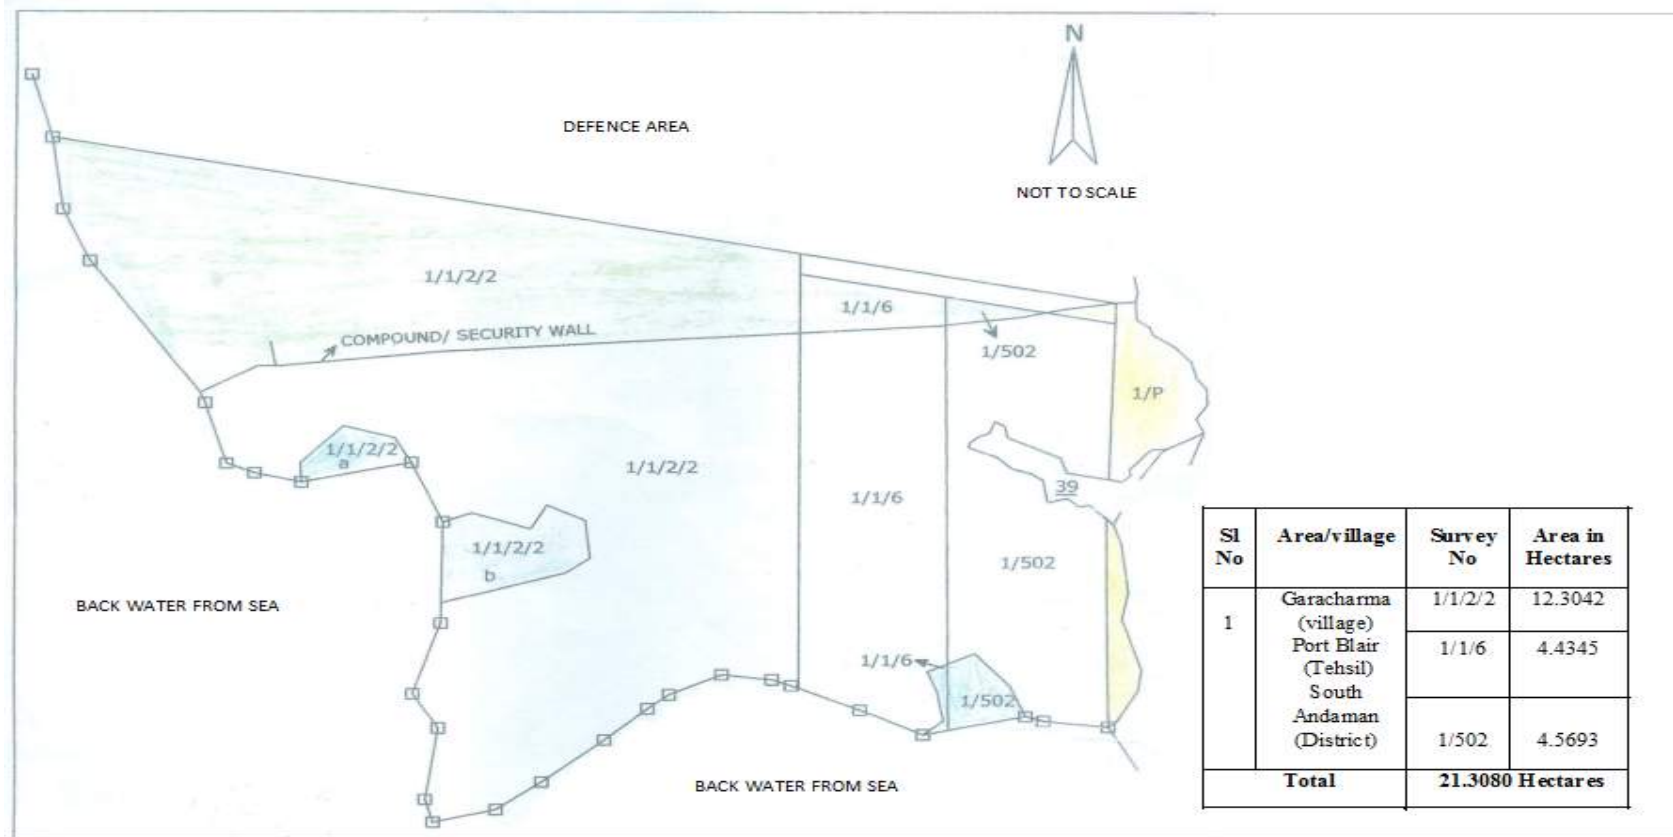 N
DEFENCE AREA
NOT TO SCALE
1/1/2/2
1/1/6
COMPOUND/ SECURITY WALL
1/502
1/P
1/1/2/2
a
1/1/2/2
1/1/6
39
1/1/2/2
b
1/502
BACK WATER FROM SEA
1/1/6
1/502
BACK WATER FROM SEA
Sl No Area/village Survey No Area in Hectares
1 Garacharma (village) Port Blair (Tehsil) South Andaman (District) 1/1/2/2 12.3042
1/1/6 4.4345
1/502 4.5693
Total 21.3080 Hectares